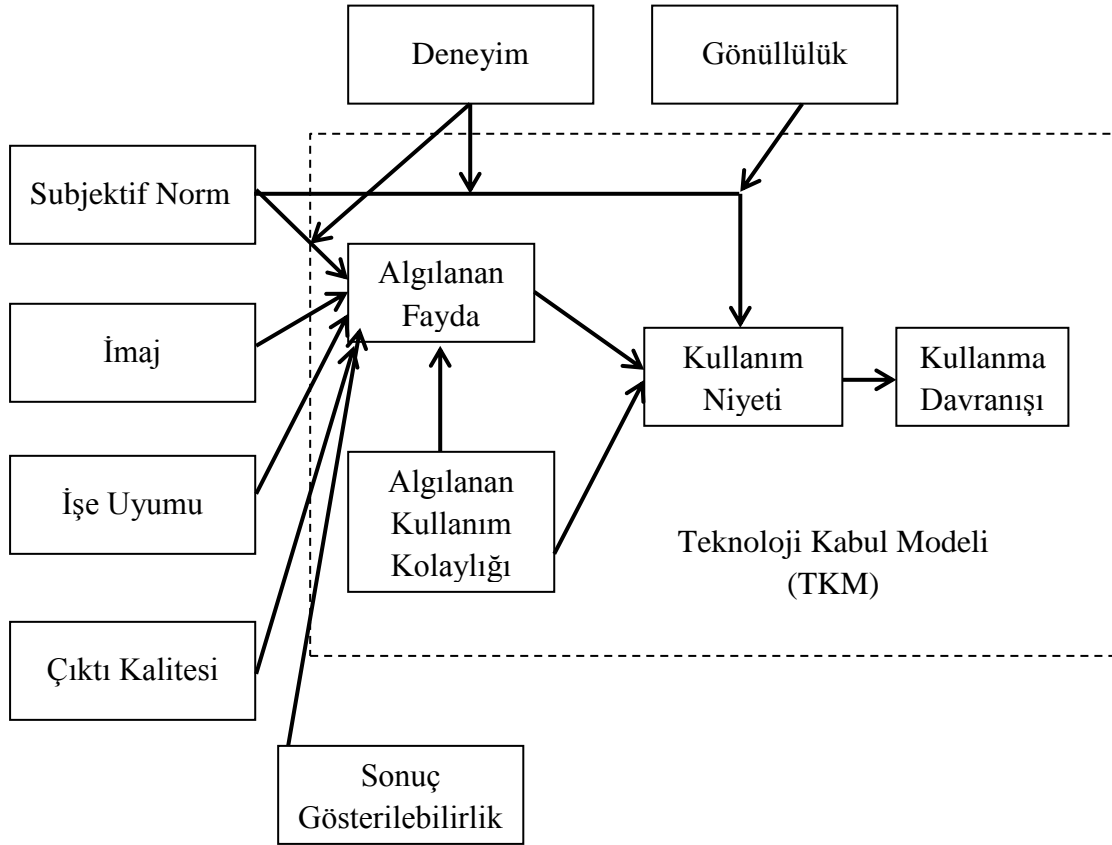 Deneyim
Gönüllülük
Subjektif Norm
Algılanan
Fayda
İmaj
Kullanım
Niyeti
Kullanma
Davranışı
İşe Uyumu
Algılanan
Kullanım
Kolaylığı
Teknoloji Kabul Modeli
(TKM)
Çıktı Kalitesi
Sonuç
Gösterilebilirlik